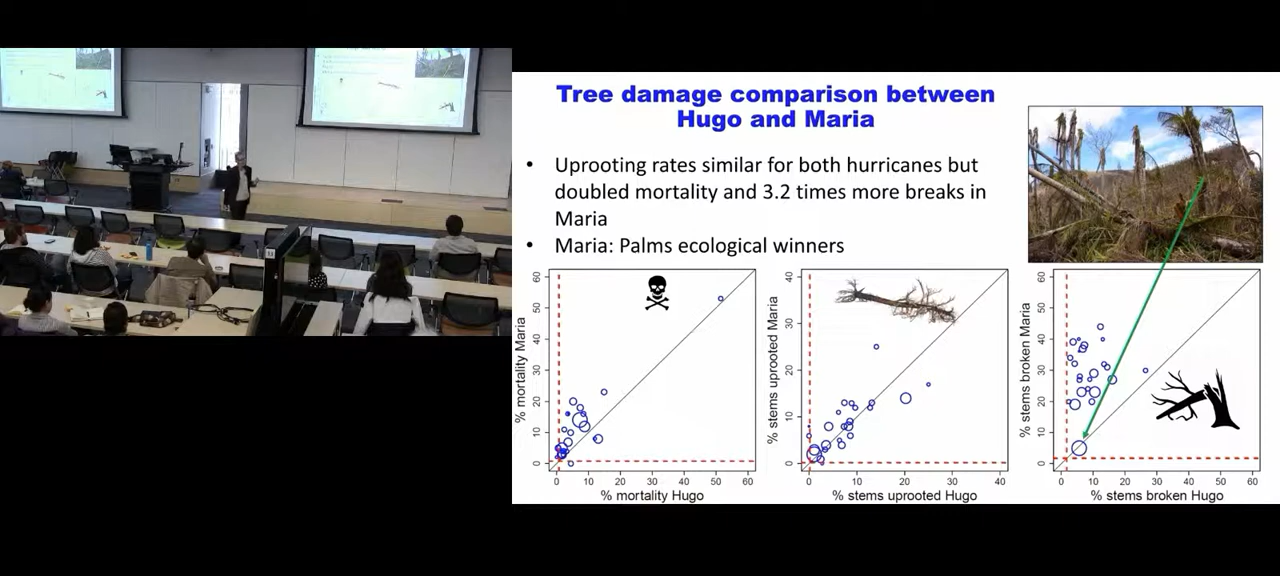 Tree damage comparison between
Hugo and Maria
• Uprooting rates similar for both hurricanes but
doubled mortality and 3.2 times more breaks in
Maria
• Maria: Palms ecological winners
% mortality Maria
60
50
40
30
20
10
0
0 10 20 30 40 50 60
% mortality Hugo
% stems uprooted Maria
40
30
20
10
0
0 10 20 30 40
% stems uprooted Hugo
% stems broken Maria
60
50
40
30
20
10
0
0 10 20 30 40 50 60
% stems broken Hugo